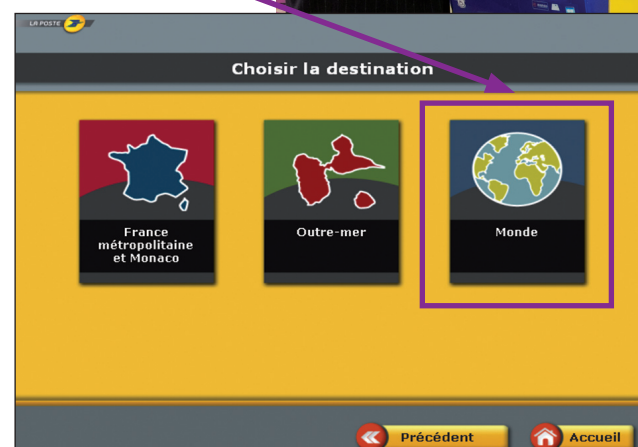 LA POSTE
Choisir la destination
France
métropolitaine
et Monaco
Outre-mer
Monde
Précédent
Accueil